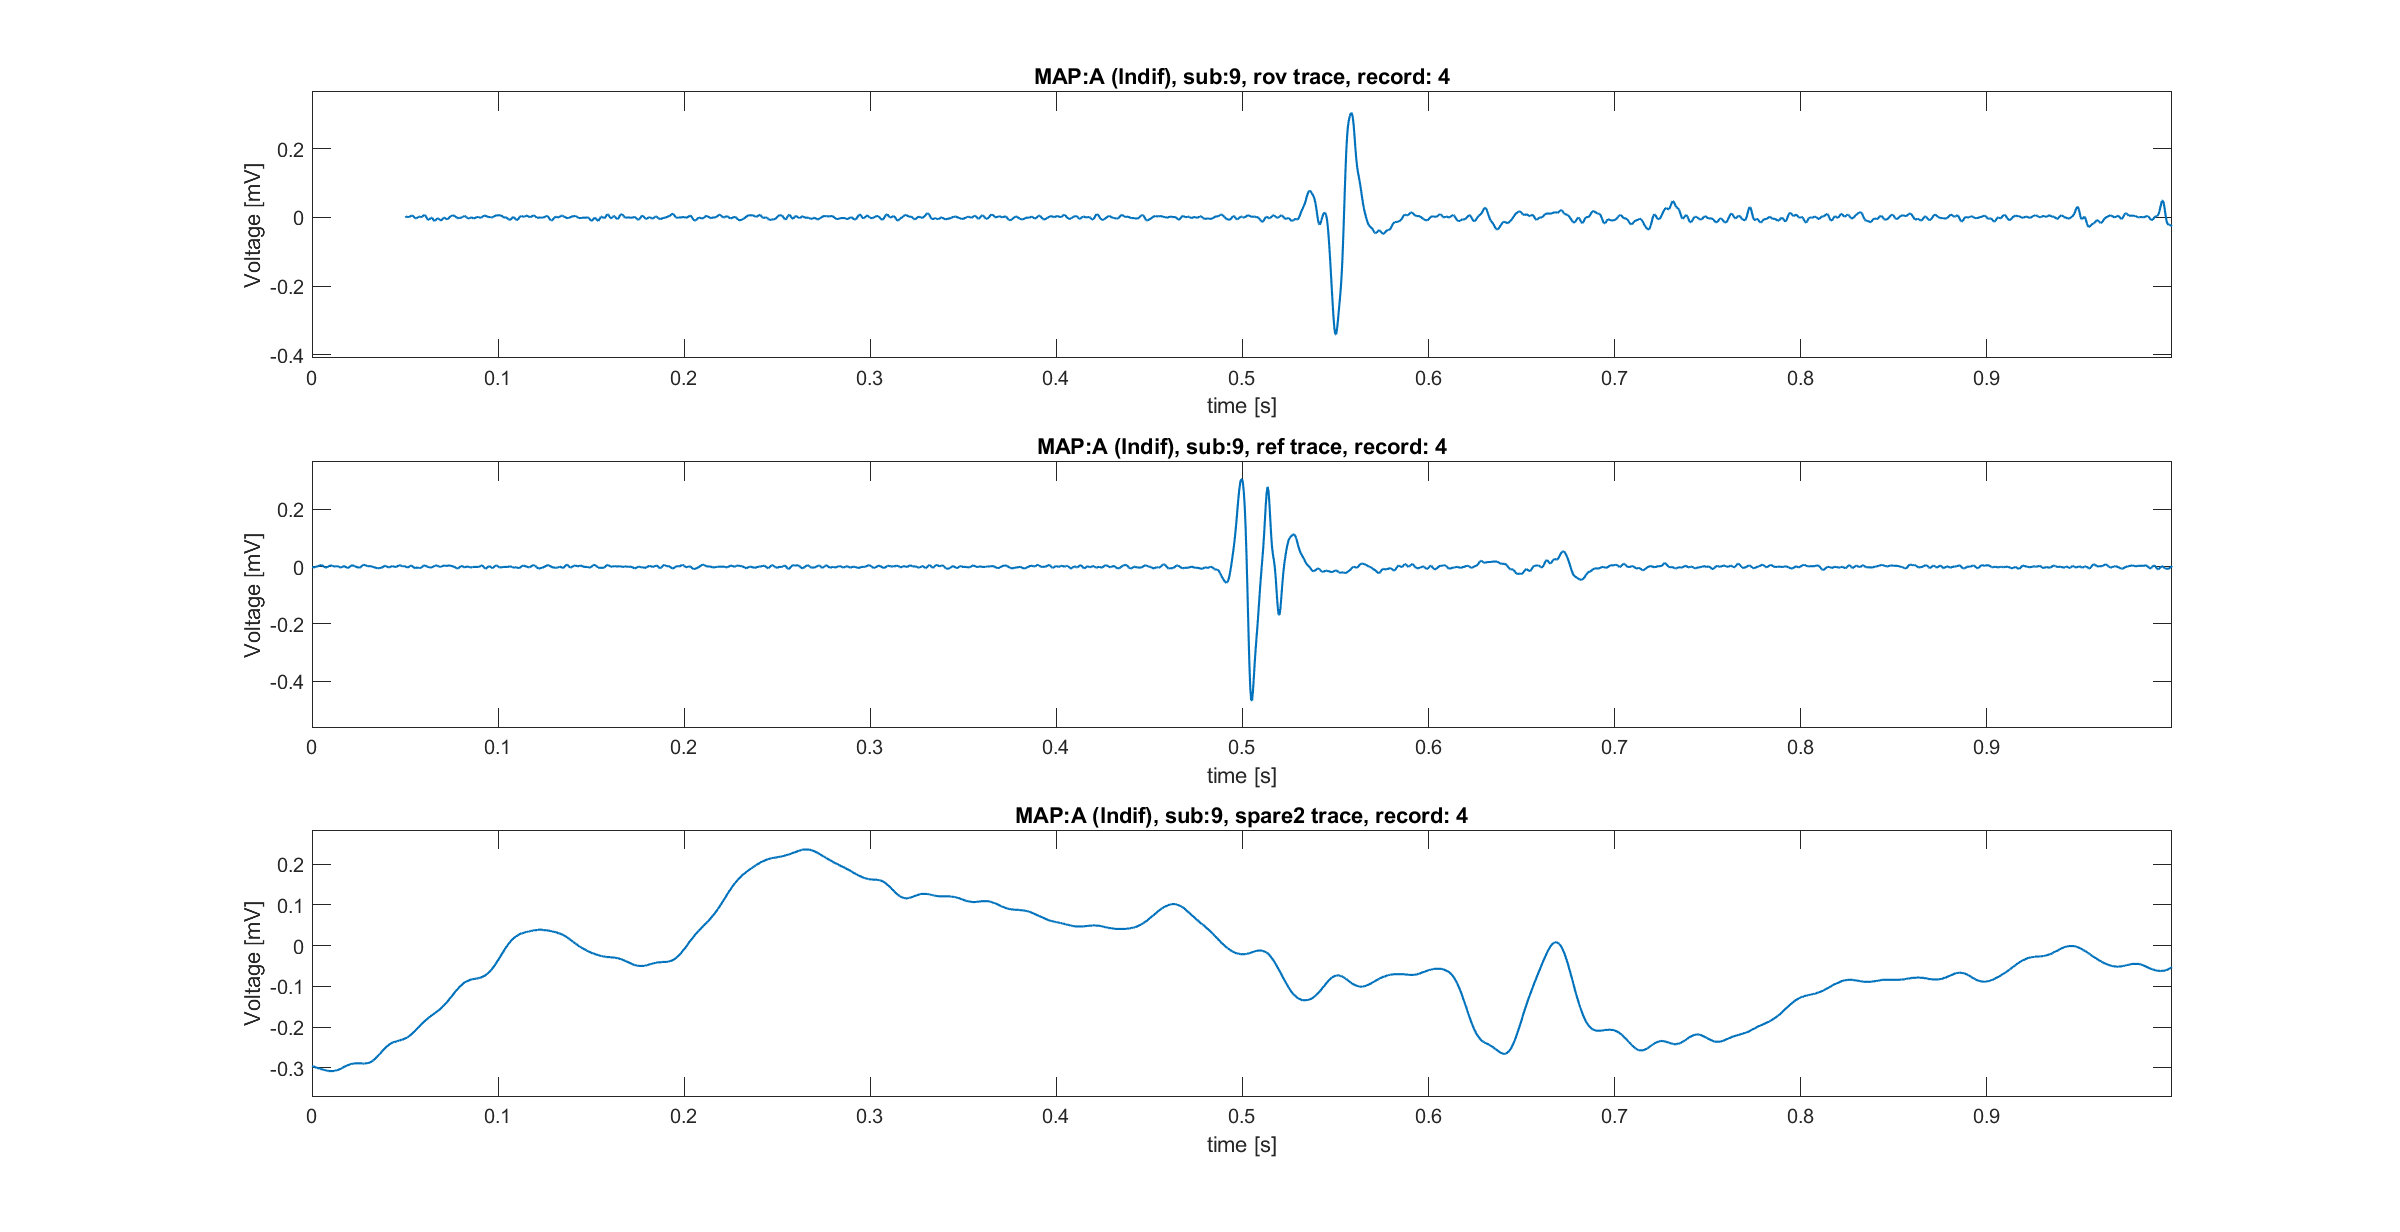 MAP:A (Indif), sub:9, rov trace, record: 4
Voltage [mV]
0.2
0
-0.2
-0.4
0 0.1 0.2 0.3 0.4 0.5 0.6 0.7 0.8 0.9
time [s]
MAP:A (Indif), sub:9, ref trace, record: 4
Voltage [mV]
0.2
0
-0.2
-0.4
0 0.1 0.2 0.3 0.4 0.5 0.6 0.7 0.8 0.9
time [s]
MAP:A (Indif), sub:9, spare2 trace, record: 4
Voltage [mV]
0.2
0.1
0
-0.1
-0.2
-0.3
0 0.1 0.2 0.3 0.4 0.5 0.6 0.7 0.8 0.9
time [s]